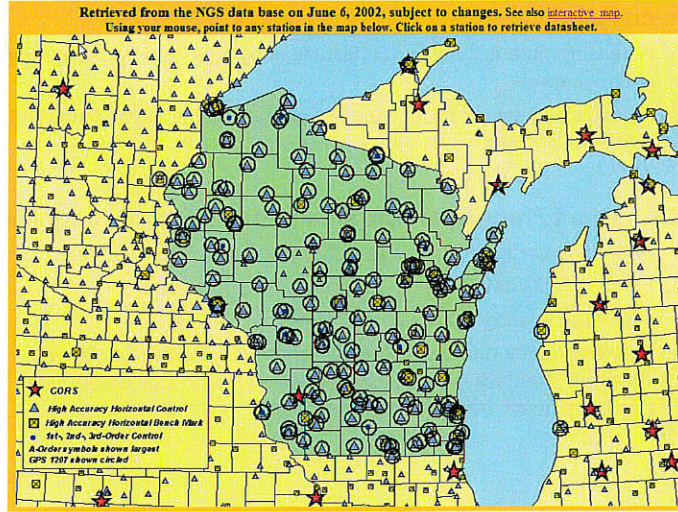 Retrieved from the NGS data base on June 6, 2002, subject to changes. See also interactive map.
Using your mouse, point to any station in the map below. Click on a station to retrieve datasheet.
CORS
High Accuracy Horizontal Control
High Accuracy Horizontal Bench Mark
1st-, 2nd-, 3rd-Order Control
A-Order symbols shown largest
GPS 1207 shown circled